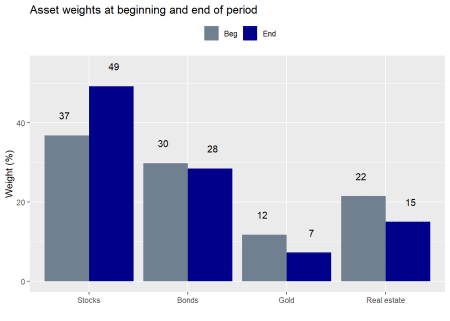 Asset weights at beginning and end of period
Beg End
49
37
30
28
22
15
12
7
Weight (%)
40
20
0
Stocks Bonds Gold Real estate